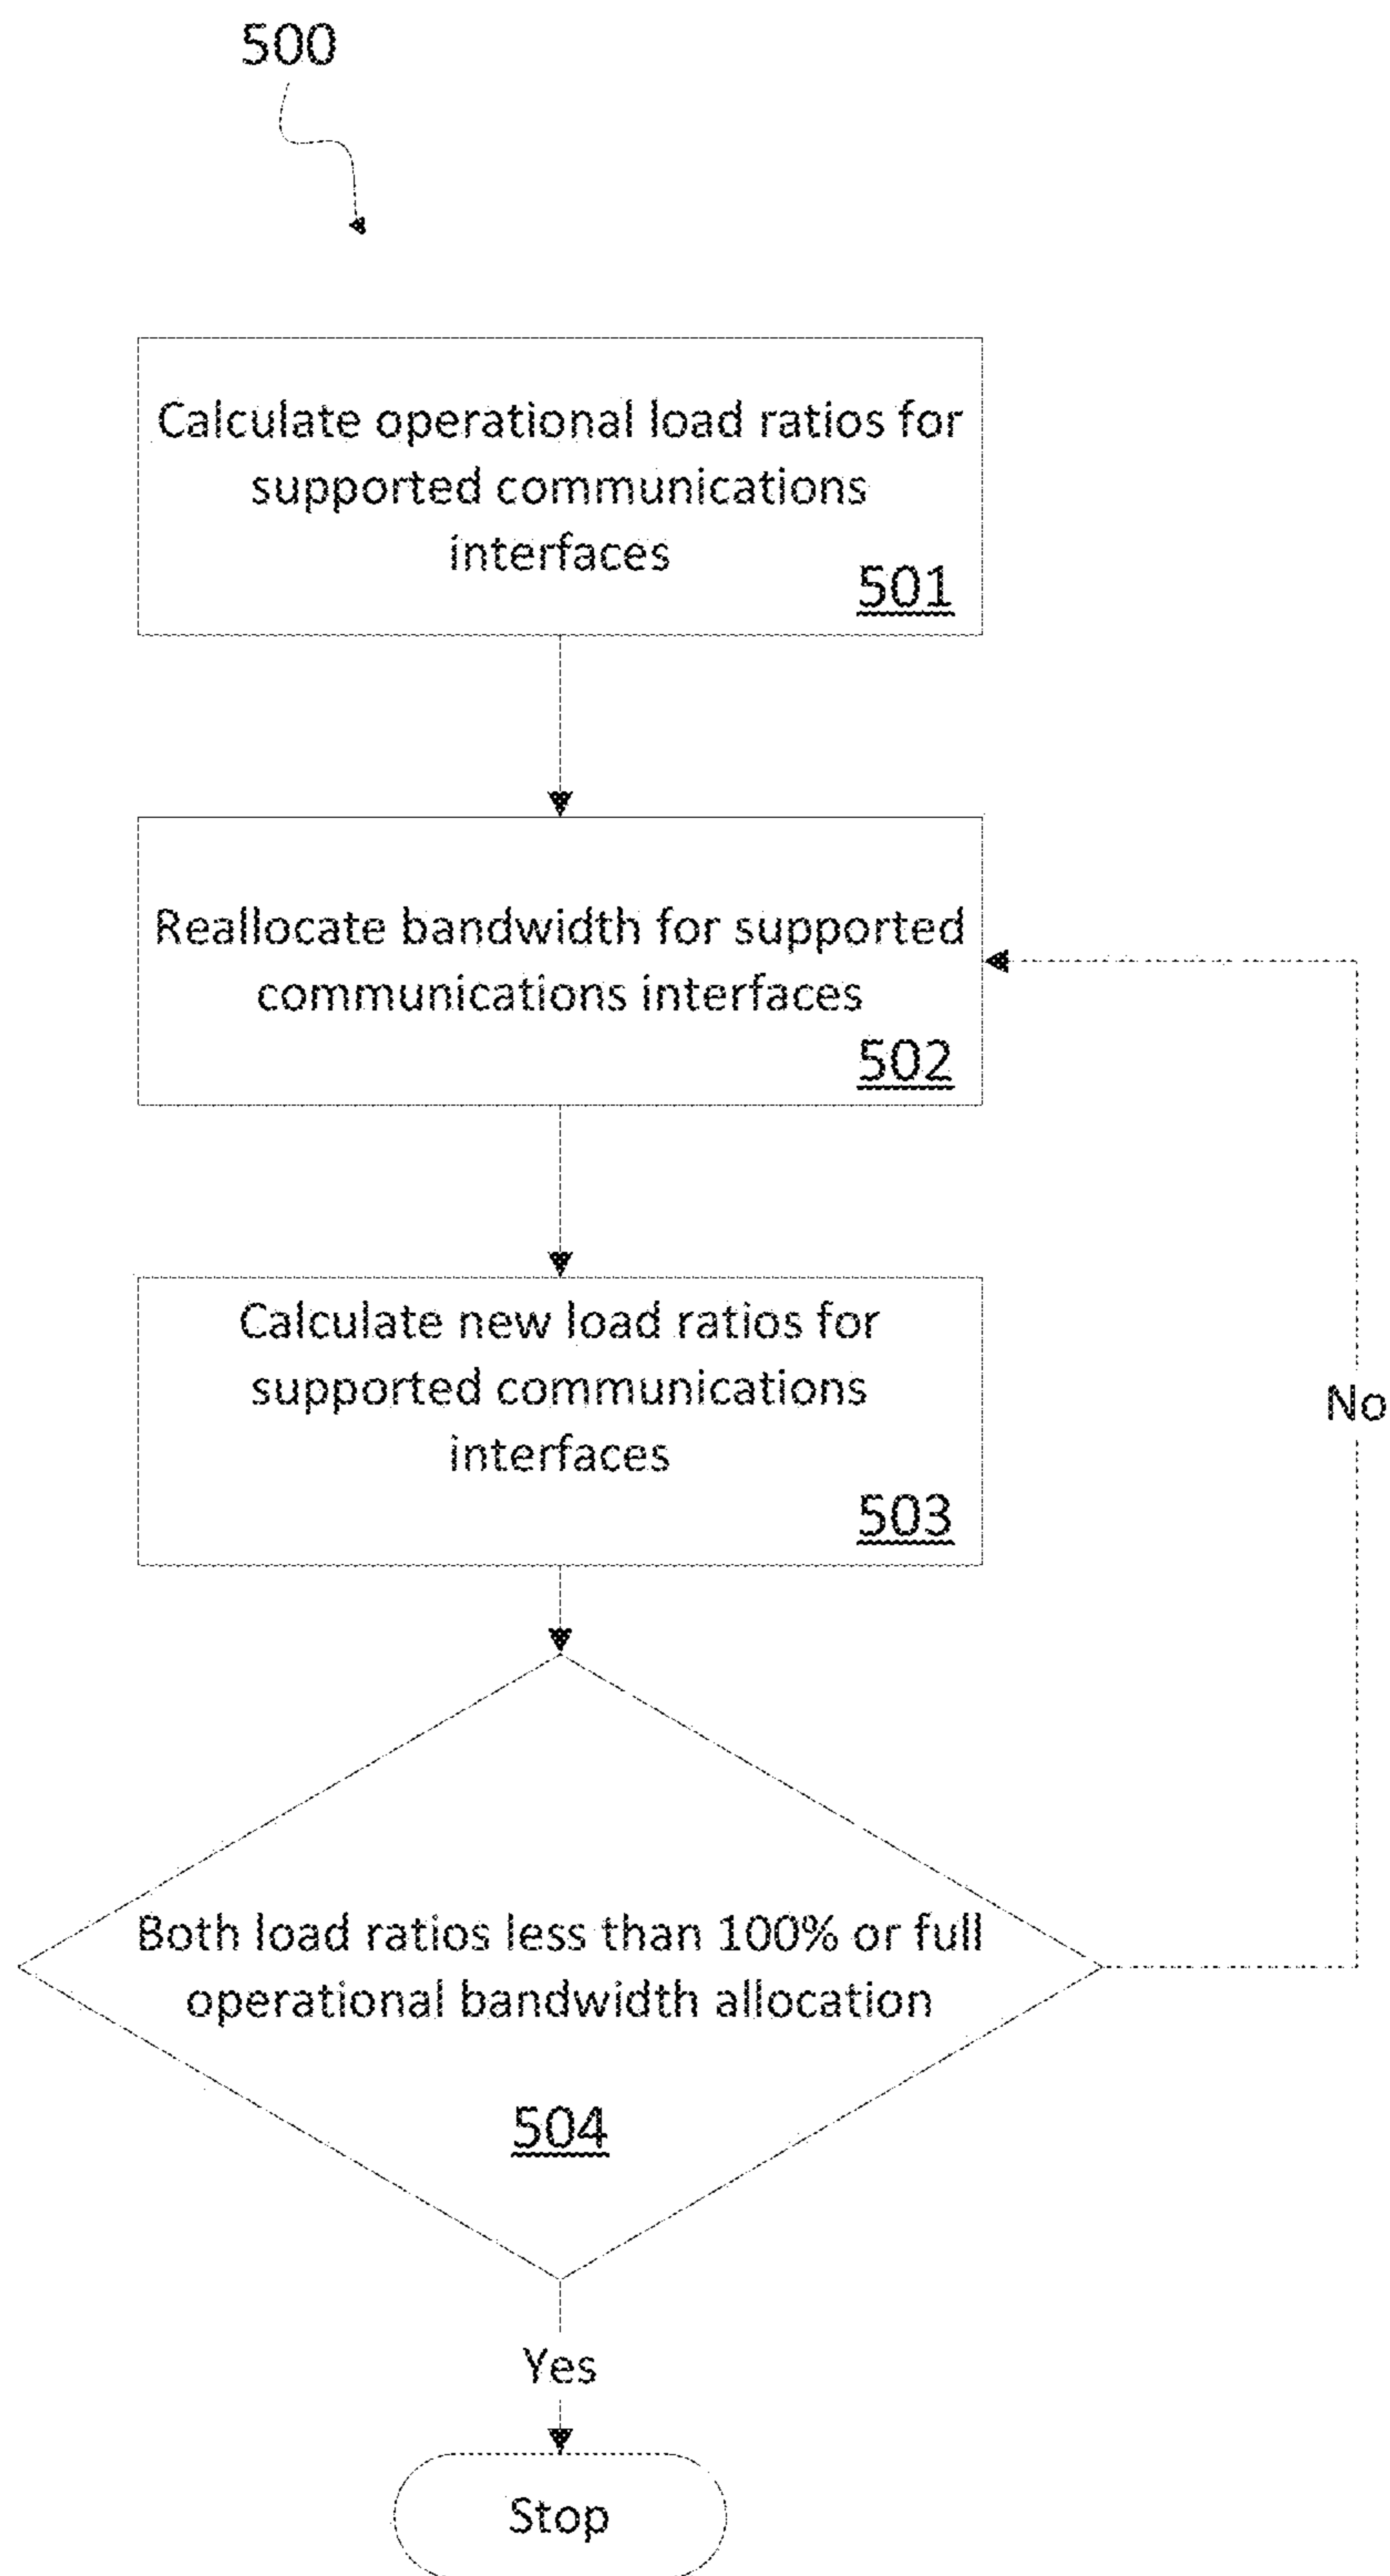 500
Calculate operational load ratios for
supported communications
interfaces
501
Reallocate bandwidth for supported
communications interfaces
502
Calculate new load ratios for
supported communications
interfaces
503
No
Both load ratios less than 100% or full
operational bandwidth allocation
504
Yes
Stop